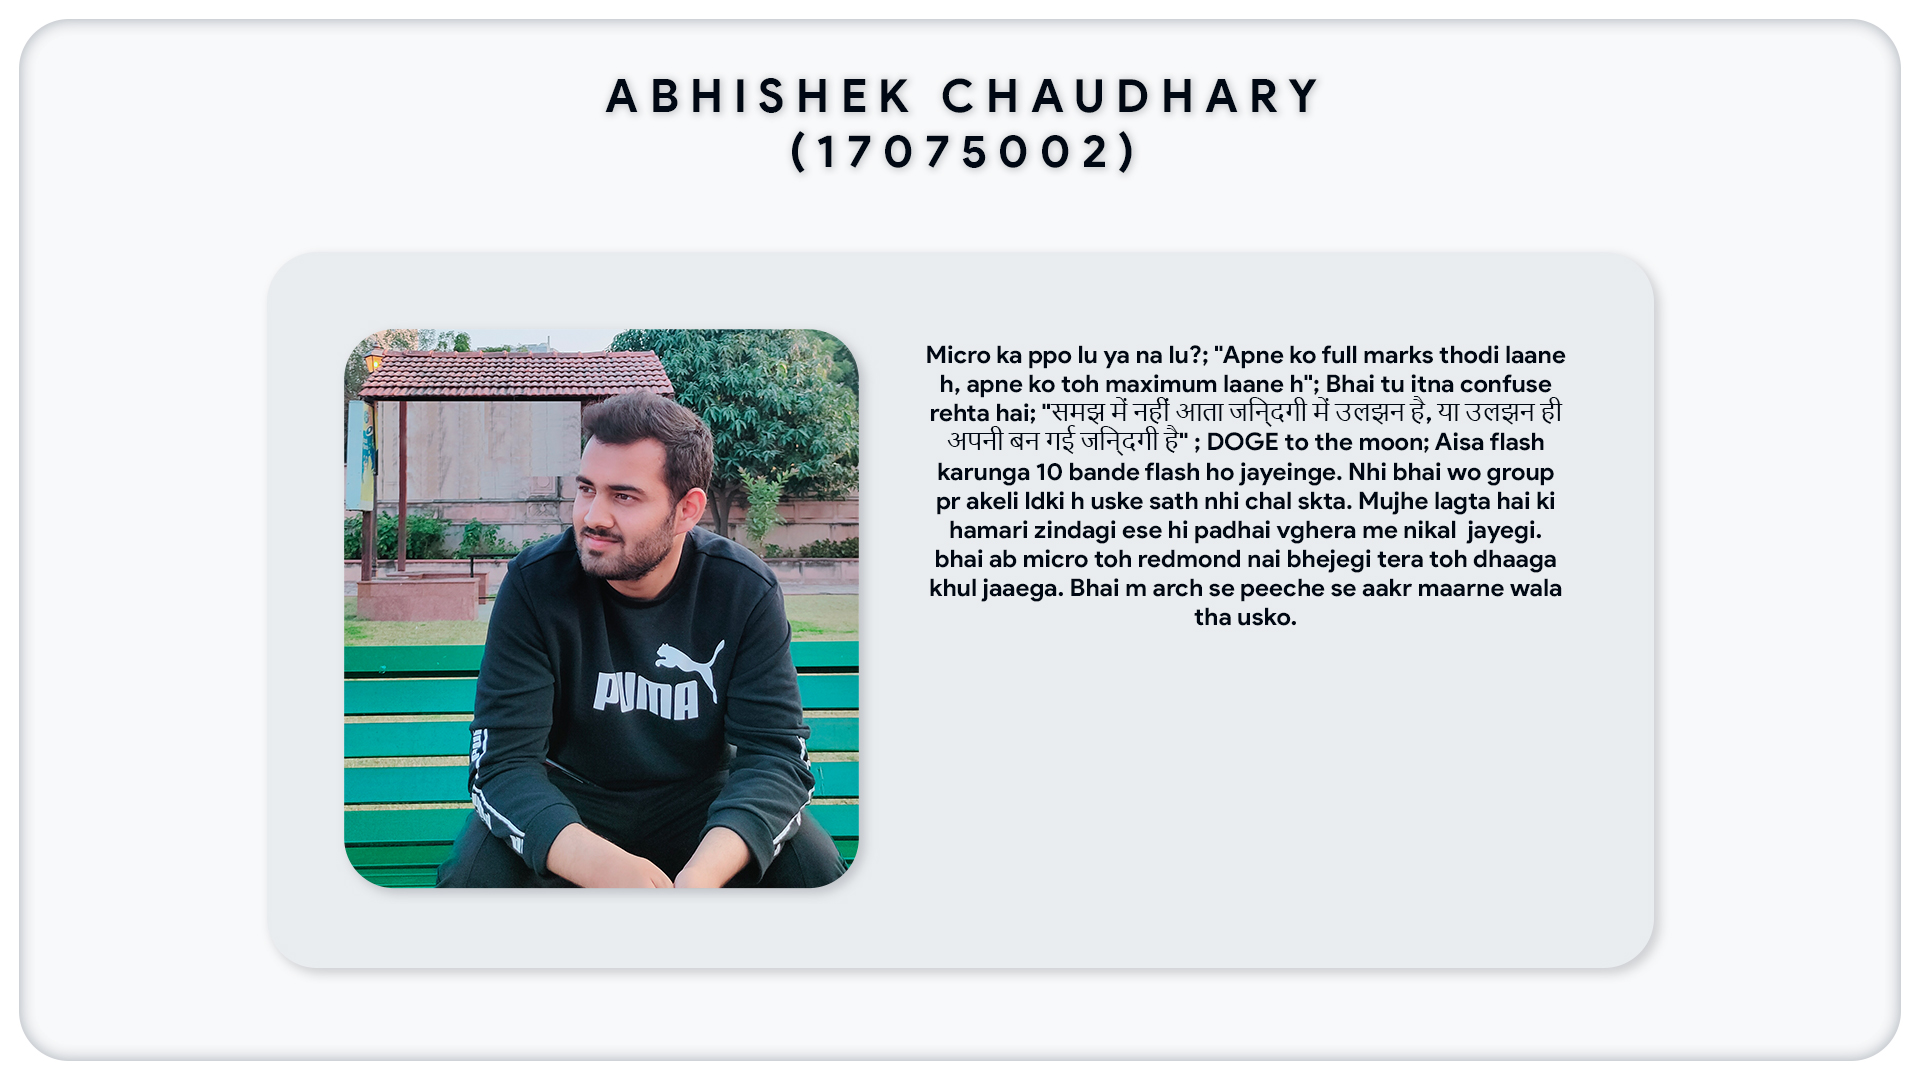 ABHISHEK CHAUDHARY
(17075002)
Micro ka ppo lu ya na lu?; "Apne ko full marks thodi laane
h, apne ko toh maximum laane h"; Bhai tu itna confuse
rehta hai; "समझ में नहीं आता जनि्दगी में उलझन है, या उलझन ही
अपनी बन गई जनि्दगी है" ; DOGE to the moon; Aisa flash
karunga 10 bande flash ho jayeinge. Nhi bhai wo group
pr akeli ldki h uske sath nhi chal skta. Mujhe lagta hai ki
hamari zindagi ese hi padhai vghera me nikal  jayegi.
bhai ab micro toh redmond nai bhejegi tera toh dhaaga
khul jaaega. Bhai m arch se peeche se aakr maarne wala
tha usko.
PUMA